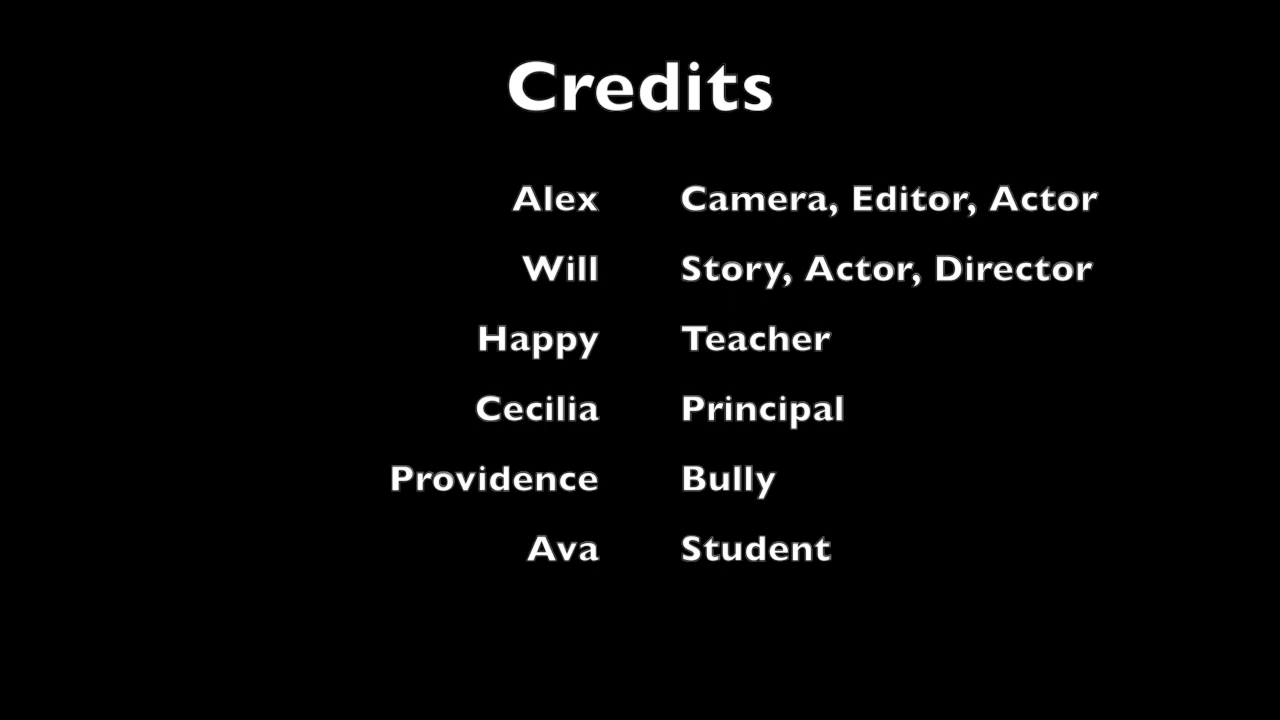 Credits
Alex Camera, Editor, Actor
Will Story, Actor, Director
Happy Teacher
Cecilia Principal
Providence Bully
Ava Student